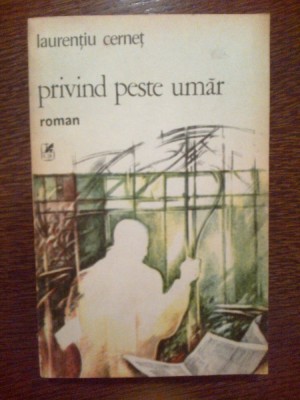 laurențiu cerneț
privind peste umăr
roman